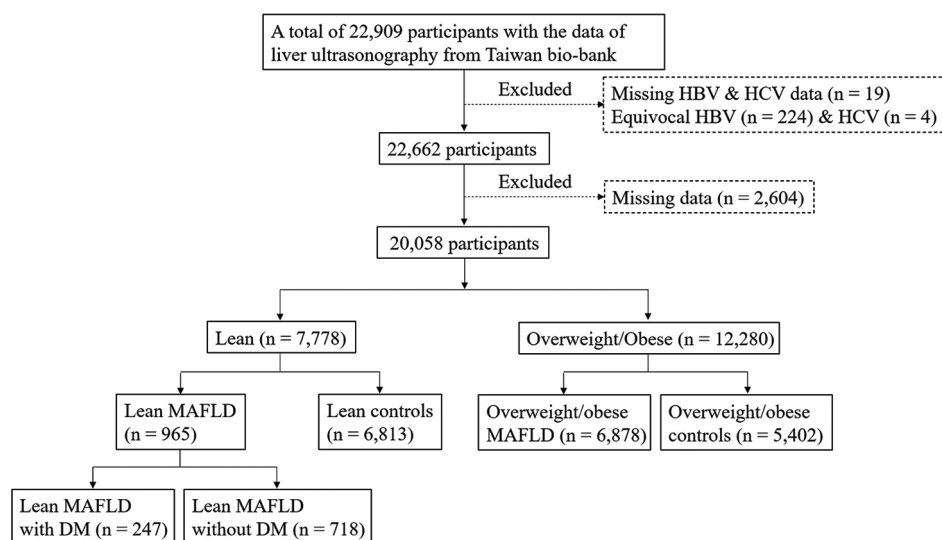 A total of 22,909 participants with the data of
liver ultrasonography from Taiwan bio-bank
Excluded
Missing HBV & HCV data (n = 19)
Equivocal HBV (n = 224) & HCV (n = 4)
22,662 participants
Excluded
Missing data (n = 2,604)
20,058 participants
Lean (n = 7,778)
Overweight/Obese (n = 12,280)
Lean MAFLD
(n = 965)
Lean controls
(n = 6,813)
Overweight/obese
MAFLD (n = 6,878)
Overweight/obese
controls (n = 5,402)
Lean MAFLD
with DM (n = 247)
Lean MAFLD
without DM (n = 718)